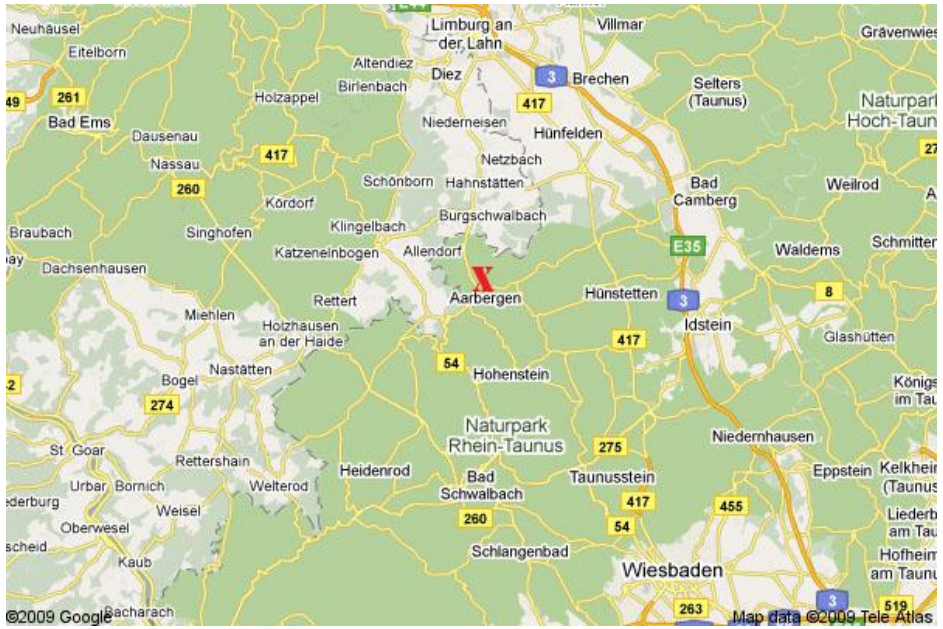 E44
Limburg an
der Lahn
Villmar
Neuhäusel
Eitelborn
Grävenwies
Altendiez
Diez
3
Brechen
Selters
(Taunus)
49
261
Holzappel
Birlenbach
417
Naturpark
Hoch-Taun
Bad Ems
Dausenau
Niederneisen
Hünfelden
417
Nassau
Netzbach
27
260
Schönborn
Hahnstätten
Bad
Camberg
Weilrod
Kördorf
Burgschwalbach
Braubach
Singhofen
Klingelbach
Katzenelnbogen
Allendorf
E35
Waldems
Schmitten
Dachsenhausen
X
Aarbergen
Hünstetten
3
8
Rettert
Miehlen
Holzhausen
an der Haide
Idstein
Glashütten
417
54
Nastätten
Bogel
Hohenstein
Königs
im Tau
274
Naturpark
Rhein-Taunus
Niedernhausen
St Goar
275
Rettershain
Heidenrod
Bad
Schwalbach
Taunusstein
Eppstein
Kelkheim
(Taunus
Urbar
Bornich
Welterod
ederburg
Weisel
417
455
260
Liederb
am Tau
Oberwesel
54
scheid
Kaub
Schlangenbad
Hofheim
am Taunu
Wiesbaden
Bacharach
263
3
519
©2009 Google
Map data ©2009 Tele Atlas